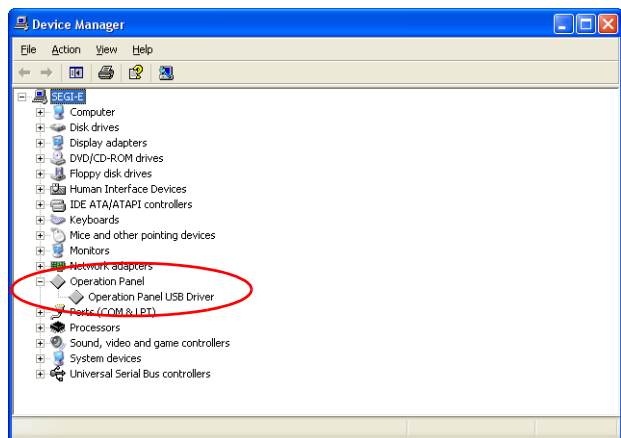 Device Manager
File Action View Help
SEGI-E
Computer
Disk drives
Display adapters
DVD/CD-ROM drives
Floppy disk drives
Human Interface Devices
IDE ATA/ATAPI controllers
Keyboards
Mice and other pointing devices
Monitors
Network adapters
Operation Panel
Operation Panel USB Driver
Ports (COM & LPT)
Processors
Sound, video and game controllers
System devices
Universal Serial Bus controllers